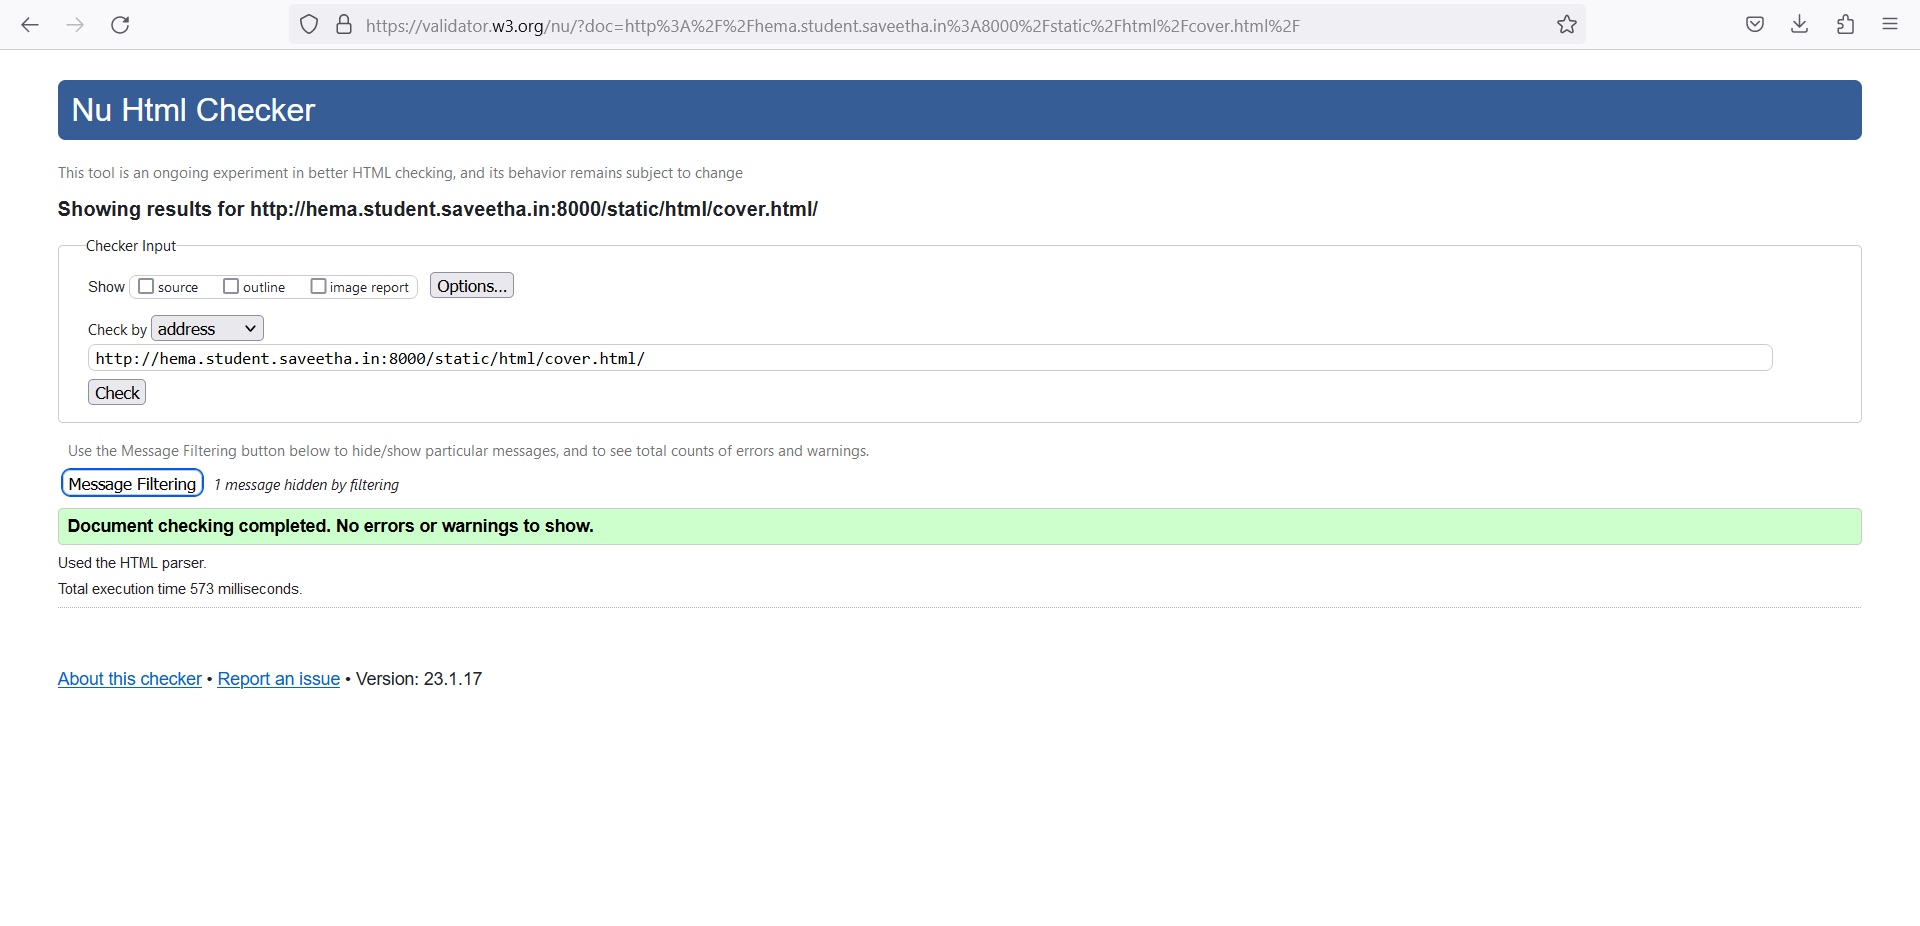 https://validator.w3.org/nu/?doc=http%3A%2F%2Fhema.student.saveetha.in%3A8000%2Fstatic%2Fhtml%2Fcover.html%2F
Nu Html Checker
This tool is an ongoing experiment in better HTML checking, and its behavior remains subject to change
Showing results for http://hema.student.saveetha.in:8000/static/html/cover.html/
Checker Input
Show source outline image report Options...
Check by address
http://hema.student.saveetha.in:8000/static/html/cover.html/
Check
Use the Message Filtering button below to hide/show particular messages, and to see total counts of errors and warnings.
Message Filtering 1 message hidden by filtering
Document checking completed. No errors or warnings to show.
Used the HTML parser.
Total execution time 573 milliseconds.
About this checker • Report an issue • Version: 23.1.17